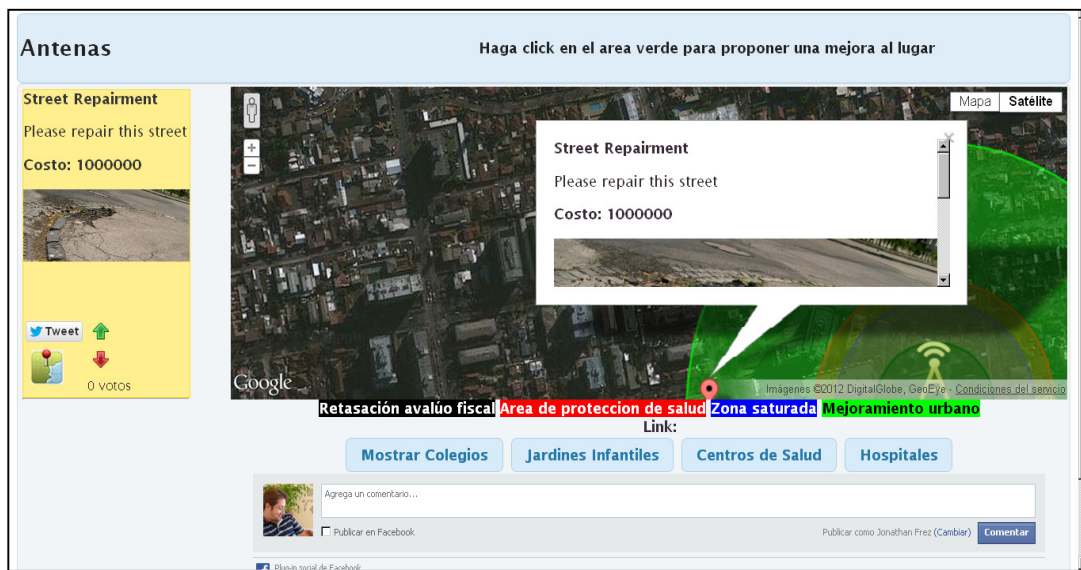 Antenas
Haga click en el area verde para proponer una mejora al lugar
Street Repairment
Please repair this street
Costo: 1000000
Tweet
0 votos
Mapa Satélite
Street Repairment
Please repair this street
Costo: 1000000
Google
Imágenes ©2012 DigitalGlobe, GeoEye - Condiciones del servicio
Retasación avalúo fiscal Area de proteccion de salud Zona saturada Mejoramiento urbano
Link:
Mostrar Colegios Jardines Infantiles Centros de Salud Hospitales
Agrega un comentario...
Publicar en Facebook
Publicar como Jonathan Frez (Cambiar) Comentar
Plug-in social de Facebook